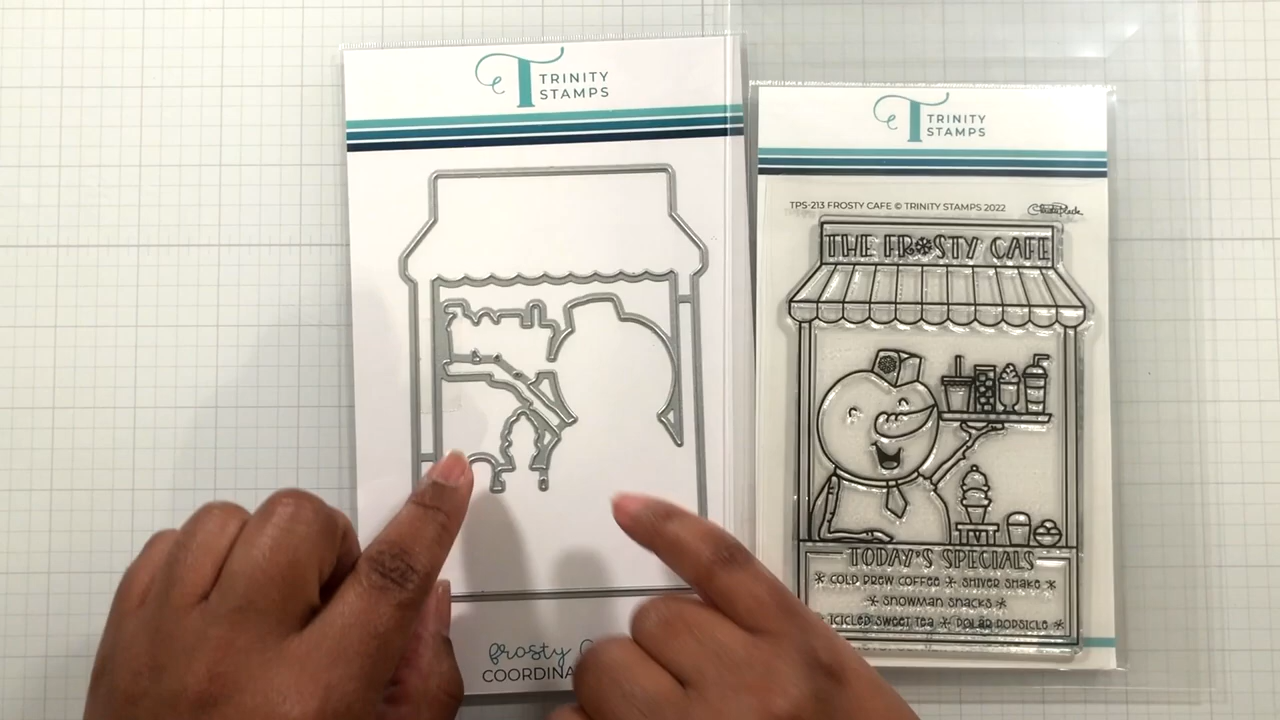 TRINITY
STAMPS
frosty
TRINITY
STAMPS
TPS-213 FROSTY CAFE © TRINITY STAMPS 2022
THE FROSTY CAFE
TODAY'S SPECIALS
* COLD BREW COFFEE * SHIVER SHAKE *
* SNOWMAN SNACKS *
ICICLED SWEET TEA * POLAR POPSICLE *